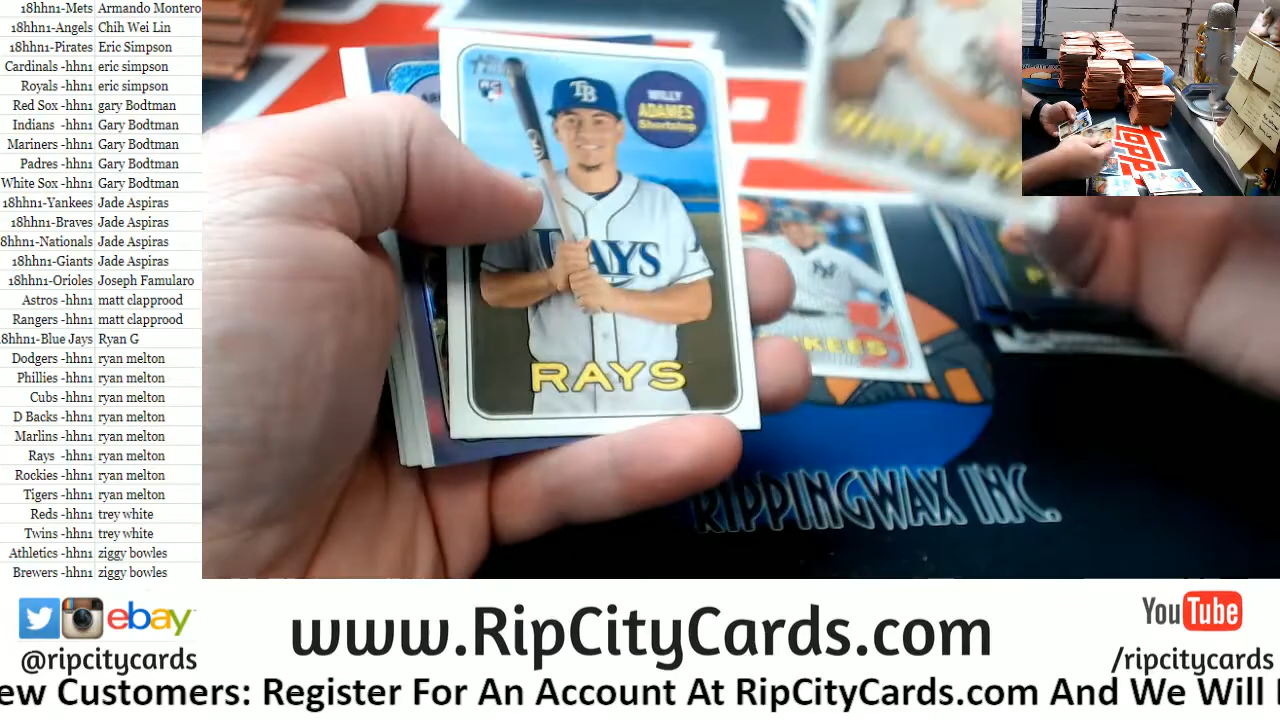 18hhn1-Mets Armando Montero
18hhn1-Angels Chih Wei Lin
18hhn1-Pirates Eric Simpson
Cardinals -hhn1 eric simpson
Royals -hhn1 eric simpson
Red Sox -hhn1 gary Bodtman
Indians -hhn1 Gary Bodtman
Mariners -hhn1 Gary Bodtman
Padres -hhn1 Gary Bodtman
White Sox -hhn1 Gary Bodtman
18hhn1-Yankees Jade Aspiras
18hhn1-Braves Jade Aspiras
8hhn1-Nationals Jade Aspiras
18hhn1-Giants Jade Aspiras
18hhn1-Orioles Joseph Famularo
Astros -hhn1 matt clapprood
Rangers -hhn1 matt clapprood
8hhn1-Blue Jays Ryan G
Dodgers -hhn1 ryan melton
Phillies -hhn1 ryan melton
Cubs -hhn1 ryan melton
D Backs -hhn1 ryan melton
Marlins -hhn1 ryan melton
Rays -hhn1 ryan melton
Rockies -hhn1 ryan melton
Tigers -hhn1 ryan melton
Reds -hhn1 trey white
Twins -hhn1 trey white
Athletics -hhn1 ziggy bowles
Brewers -hhn1 ziggy bowles
RC
TB
WILLY
ADAMES
Shortstop
RAYS
RAYS
RIPPINGWAX INC.
ebay
@ripcitycards
www.RipCityCards.com
YouTube
/ripcitycards
ew Customers: Register For An Account At RipCityCards.com And We Will